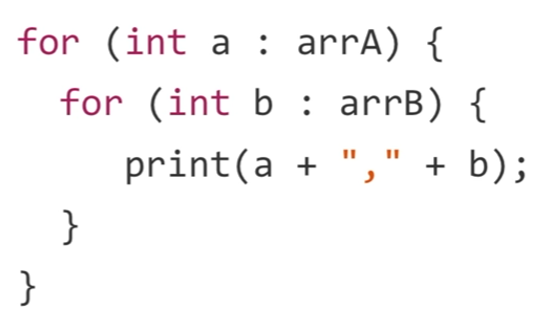 for (int a : arrA) {
  for (int b : arrB) {
     print(a + "," + b);
  }
}